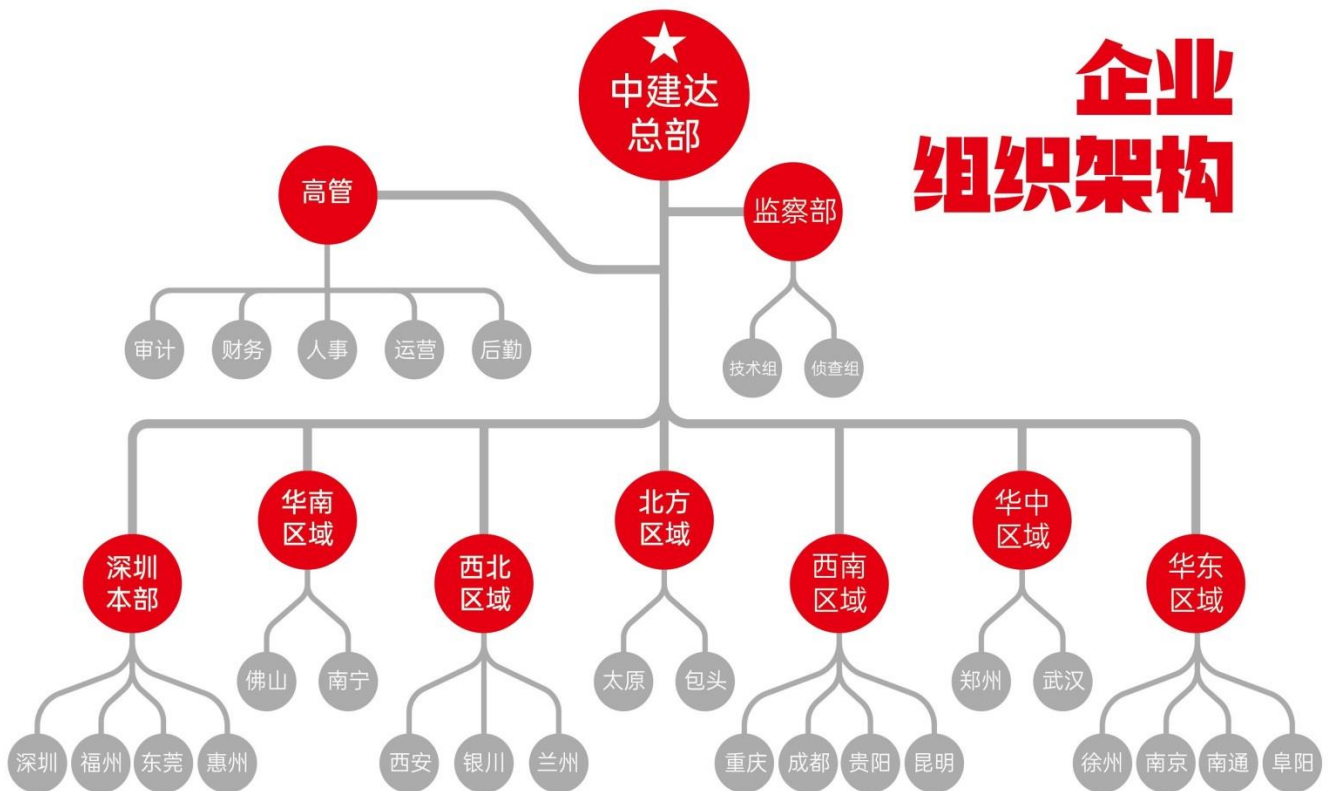 企业
组织架构
中建达
总部
高管
监察部
审计
财务
人事
运营
后勤
技术组
侦查组
深圳
本部
华南
区域
西北
区域
北方
区域
西南
区域
华中
区域
华东
区域
佛山
南宁
太原
包头
郑州
武汉
深圳
福州
东莞
惠州
西安
银川
兰州
重庆
成都
贵阳
昆明
徐州
南京
南通
阜阳